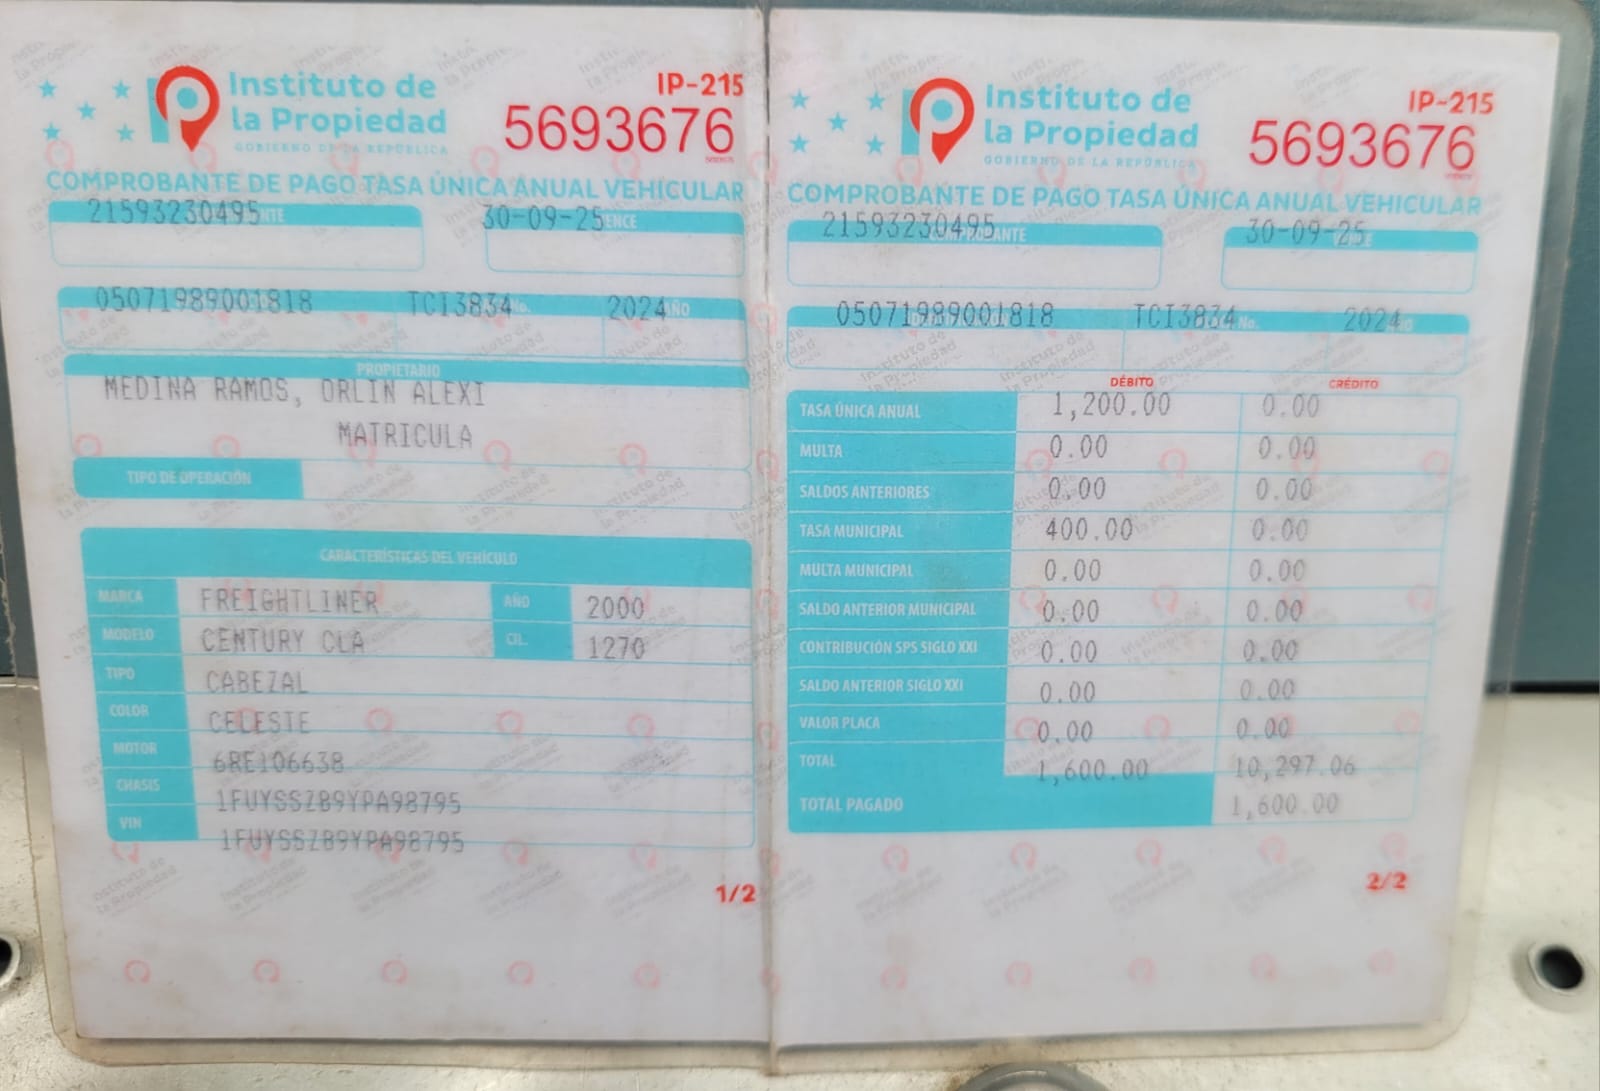 Instituto de
la Propiedad
GOBIERNO DE LA REPÚBLICA
IP-215
5693676
COMPROBANTE DE PAGO TASA ÚNICA ANUAL VEHICULAR
21593230495
30-09-25
05071989001818 TCI3834 No. 2024 AÑO
PROPIETARIO
MEDINA RAMOS, ORLIN ALEXI
MATRICULA
TIPO DE OPERACIÓN
CARACTERÍSTICAS DEL VEHÍCULO
MARCA FREIGHTLINER AÑO 2000
MODELO CENTURY CLA CIL. 1270
TIPO CABEZAL
COLOR CELESTE
MOTOR 6RE106638
CHASIS 1FUYSSZB9YPA98795
VIN 1FUYSSZB9YPA98795
1/2
Instituto de
la Propiedad
GOBIERNO DE LA REPÚBLICA
IP-215
5693676
COMPROBANTE DE PAGO TASA ÚNICA ANUAL VEHICULAR
21593230495
30-09-25
05071989001818 TCI3834 No. 2024
DÉBITO CRÉDITO
TASA ÚNICA ANUAL 1,200.00 0.00
MULTA 0.00 0.00
SALDOS ANTERIORES 0.00 0.00
TASA MUNICIPAL 400.00 0.00
MULTA MUNICIPAL 0.00 0.00
SALDO ANTERIOR MUNICIPAL 0.00 0.00
CONTRIBUCIÓN SPS SIGLO XXI 0.00 0.00
SALDO ANTERIOR SIGLO XXI 0.00 0.00
VALOR PLACA 0.00 0.00
TOTAL 1,600.00 10,297.06
TOTAL PAGADO 1,600.00
2/2